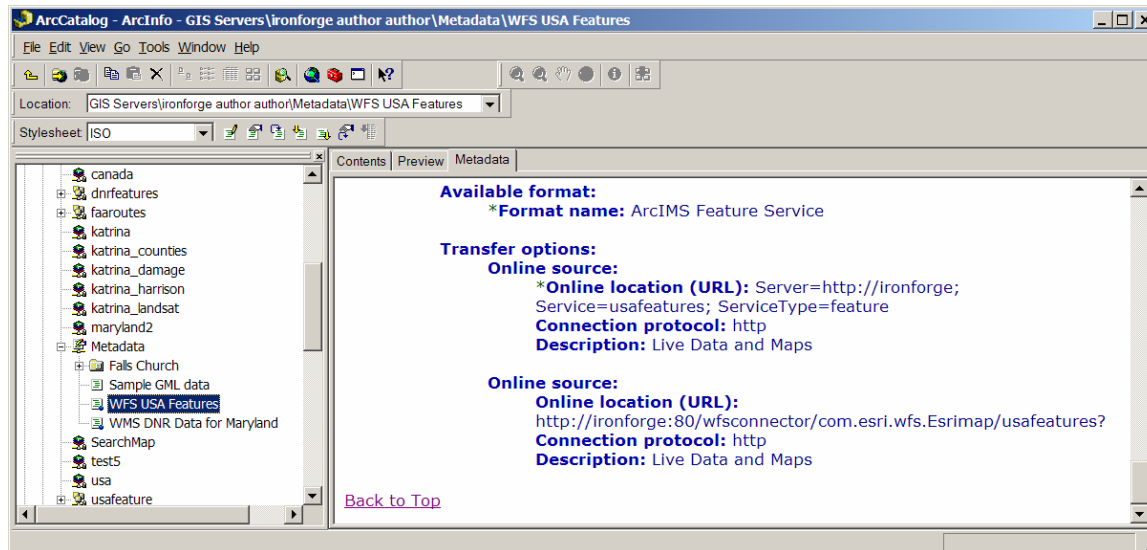 ArcCatalog - ArcInfo - GIS Servers\ironforge author author\Metadata\WFS USA Features
File Edit View Go Tools Window Help
Location: GIS Servers\ironforge author author\Metadata\WFS USA Features
Stylesheet: ISO
canada
dnrfeatures
faaroutes
katrina
katrina_counties
katrina_damage
katrina_harrison
katrina_landsat
maryland2
Metadata
Falls Church
Sample GML data
WFS USA Features
WMS DNR Data for Maryland
SearchMap
test5
usa
usafeature
Contents Preview Metadata
Available format:
*Format name: ArcIMS Feature Service
Transfer options:
Online source:
*Online location (URL): Server=http://ironforge;
Service=usafeatures; ServiceType=feature
Connection protocol: http
Description: Live Data and Maps
Online source:
Online location (URL):
http://ironforge:80/wfsconnector/com.esri.wfs.Esrimap/usafeatures?
Connection protocol: http
Description: Live Data and Maps
Back to Top